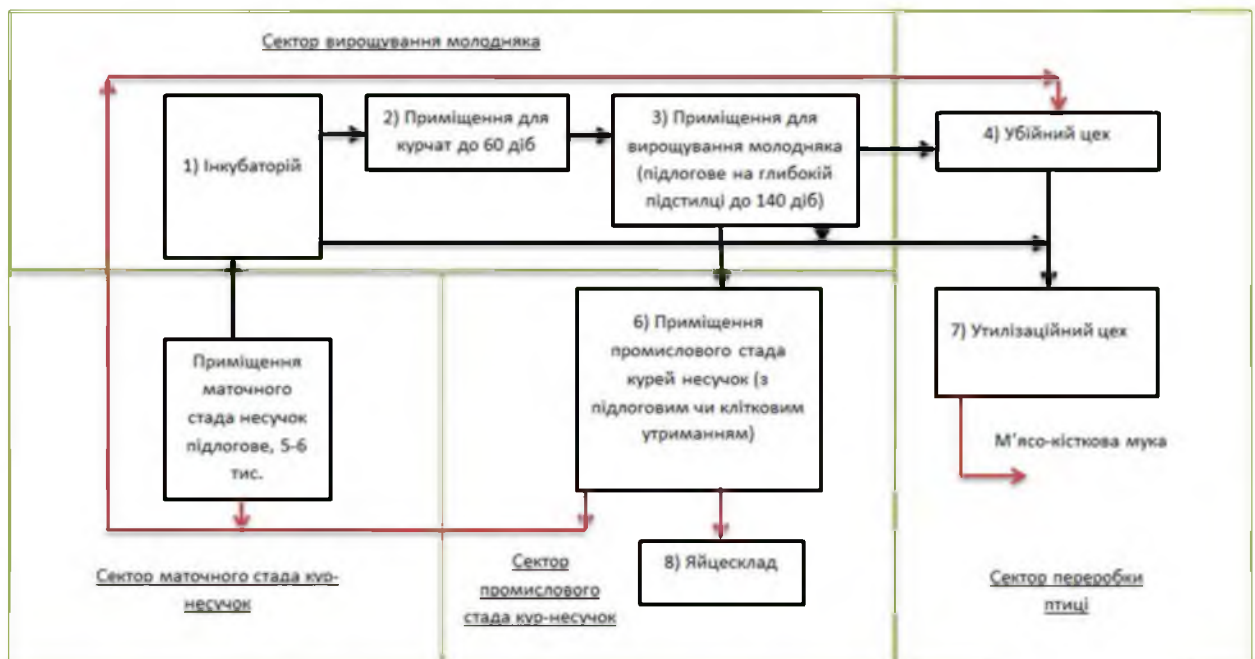 Сектор вирощування молодняка
1) Інкубаторій
2) Приміщення для
курчат до 60 діб
3) Приміщення для
вирощування молодняка
(підлогове на глибокій
підстилці до 140 діб)
4) Убійний цех
Приміщення
маточного
стада несучок
підлогове, 5-6
тис.
6) Приміщення
промислового стада
курей несучок (з
підлоговим чи клітковим
утриманням)
7) Утилізаційний цех
М'ясо-кісткова мука
8) Яйцесклад
Сектор маточного стада кур-
несучок
Сектор
промислового
стада кур-несучок
Сектор переробки
птиці